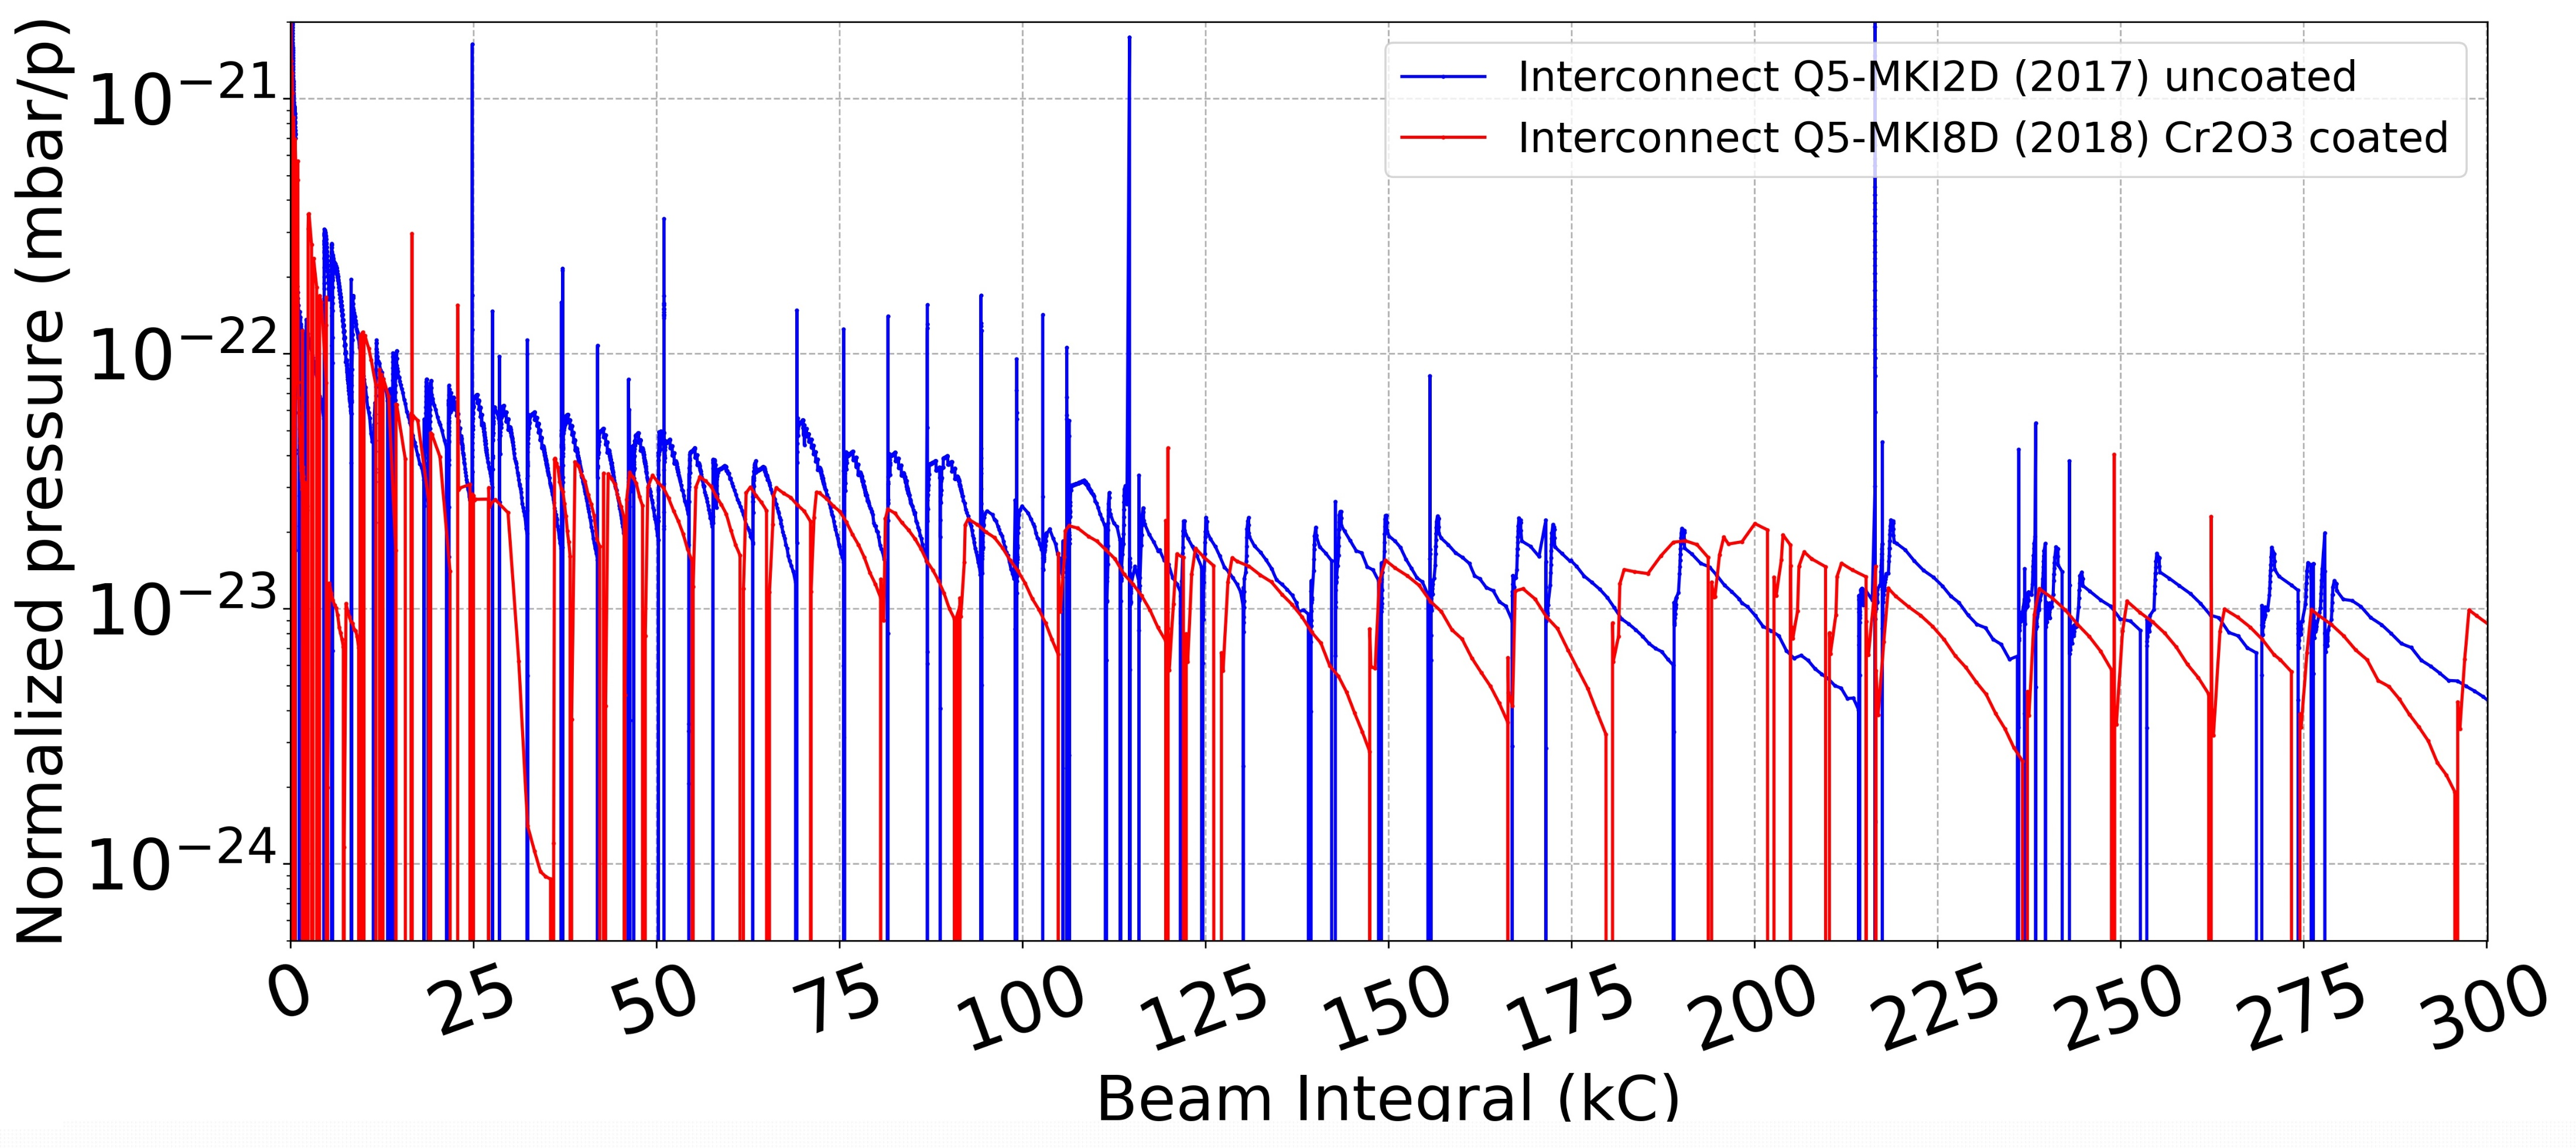 Normalized pressure (mbar/p)
10−21
10−22
10−23
10−24
Interconnect Q5-MKI2D (2017) uncoated
Interconnect Q5-MKI8D (2018) Cr2O3 coated
0 25 50 75 100 125 150 175 200 225 250 275 300
Beam Integral (kC)